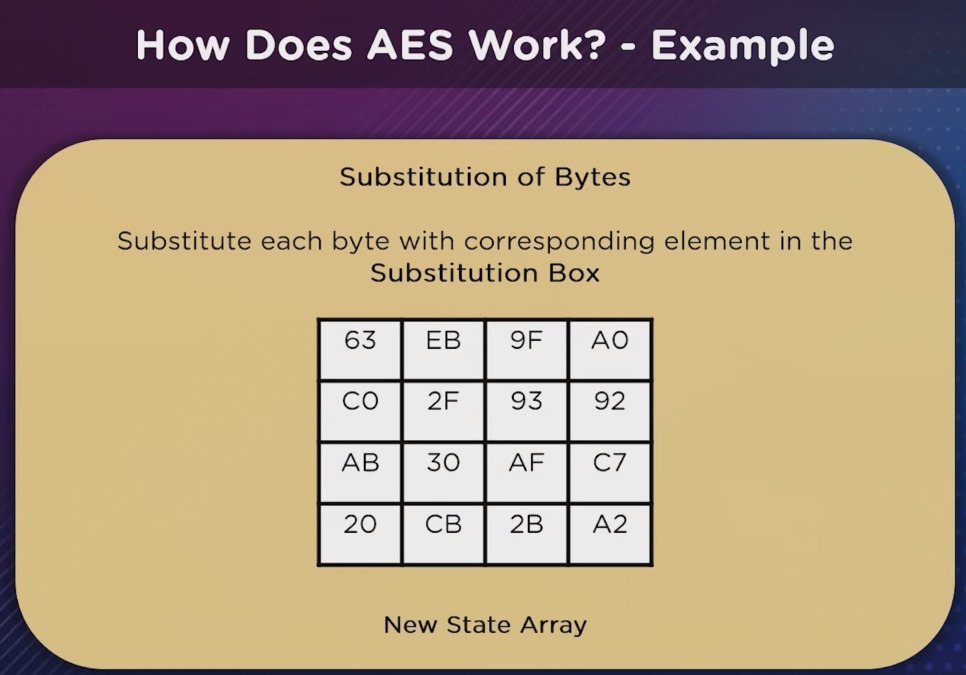 How Does AES Work? - Example
Substitution of Bytes
Substitute each byte with corresponding element in the
Substitution Box
63 EB 9F A0
C0 2F 93 92
AB 30 AF C7
20 CB 2B A2
New State Array